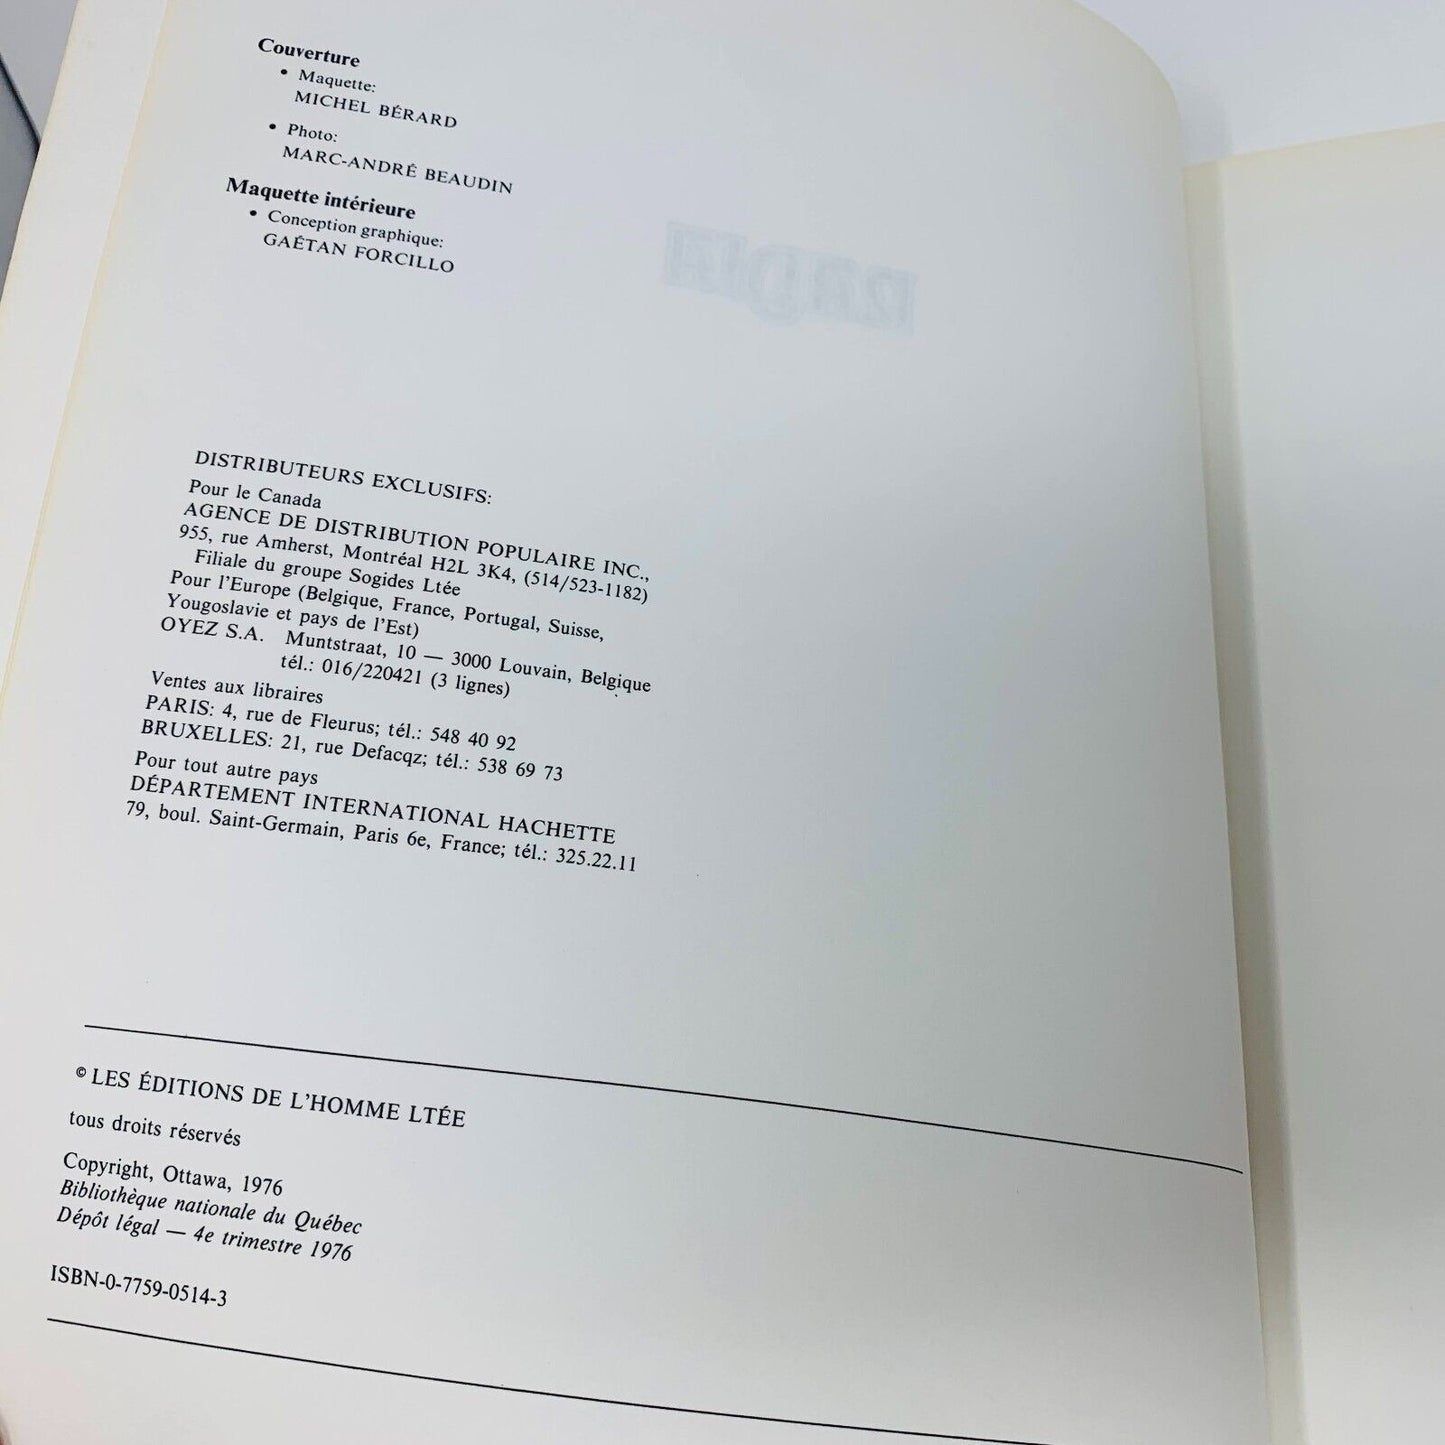 Couverture
• Maquette:
MICHEL BÉRARD
• Photo:
MARC-ANDRÉ BEAUDIN
Maquette intérieure
• Conception graphique:
GAÉTAN FORCILLO
DISTRIBUTEURS EXCLUSIFS:
Pour le Canada
AGENCE DE DISTRIBUTION POPULAIRE INC.,
955, rue Amherst, Montréal H2L 3K4, (514/523-1182)
Filiale du groupe Sogides Ltée
Pour l'Europe (Belgique, France, Portugal, Suisse,
Yougoslavie et pays de l'Est)
OYEZ S.A. Muntstraat, 10 — 3000 Louvain, Belgique
tél.: 016/220421 (3 lignes)
Ventes aux libraires
PARIS: 4, rue de Fleurus; tél.: 548 40 92
BRUXELLES: 21, rue Defacqz; tél.: 538 69 73
Pour tout autre pays
DÉPARTEMENT INTERNATIONAL HACHETTE
79, boul. Saint-Germain, Paris 6e, France; tél.: 325.22.11
© LES ÉDITIONS DE L'HOMME LTÉE
tous droits réservés
Copyright, Ottawa, 1976
Bibliothèque nationale du Québec
Dépôt légal — 4e trimestre 1976
ISBN-0-7759-0514-3